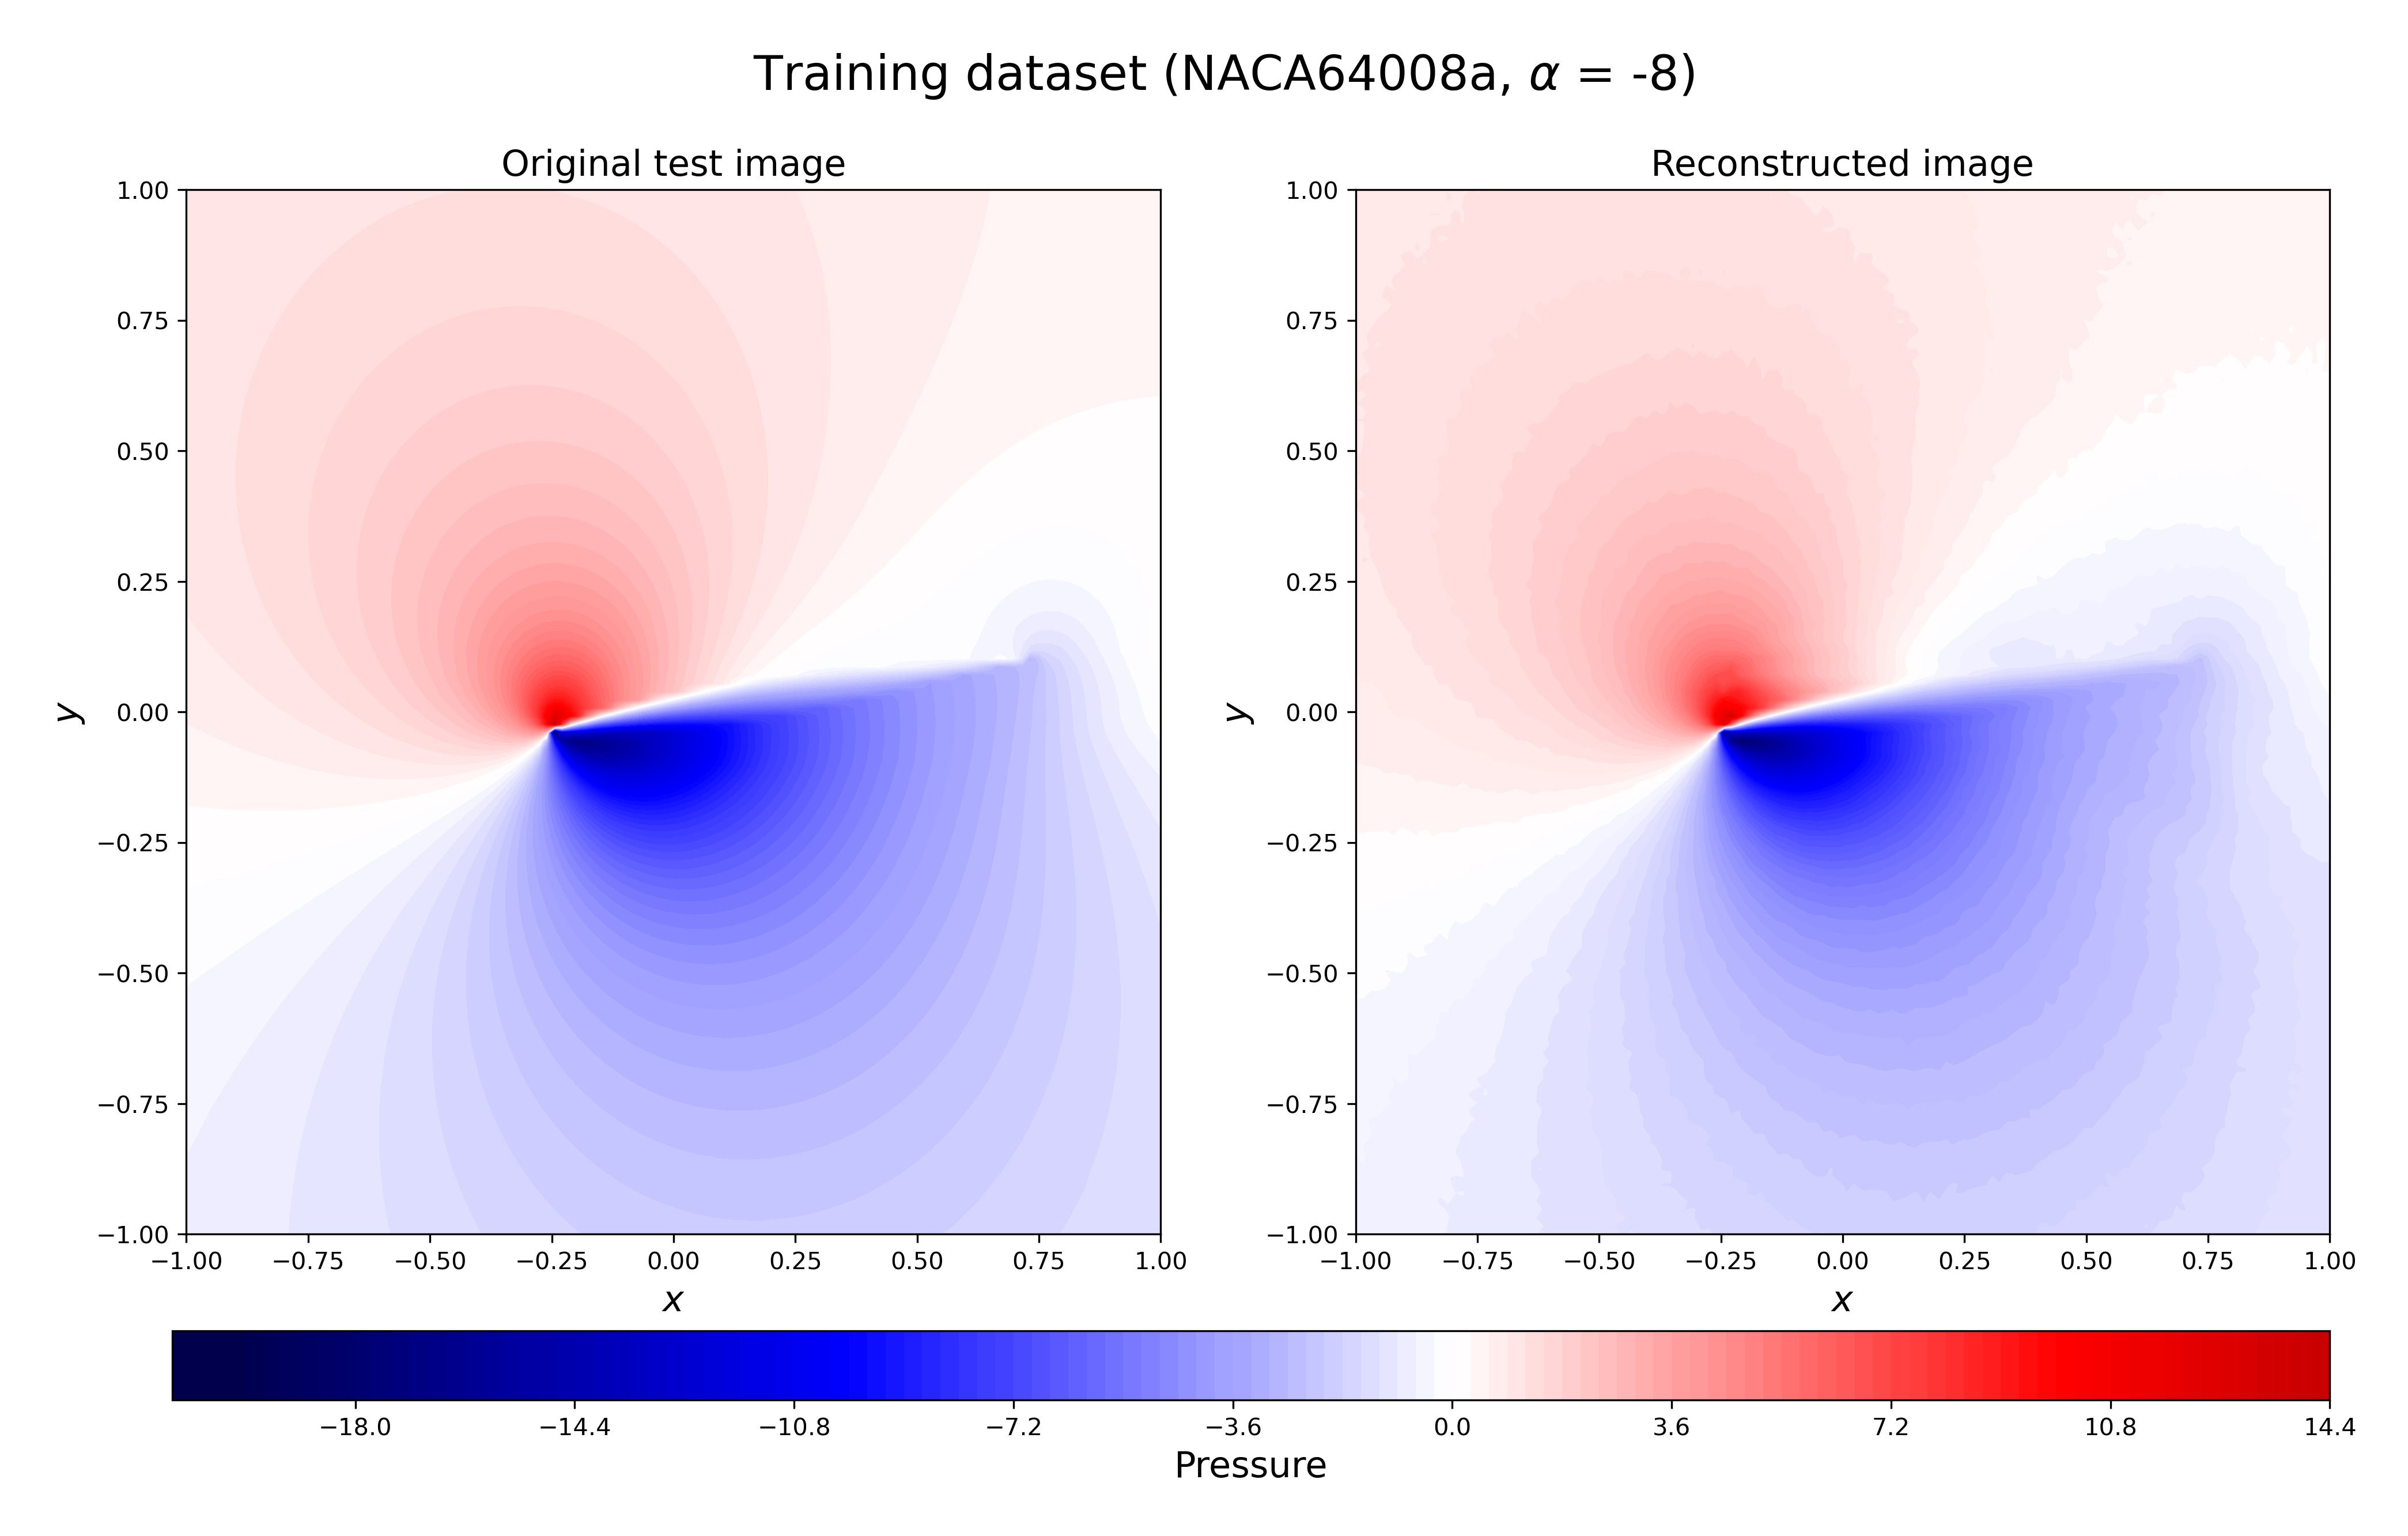 Training dataset (NACA64008a, α = -8)
Original test image
Reconstructed image
1.00
0.75
0.50
0.25
0.00
−0.25
−0.50
−0.75
−1.00
y
−1.00 −0.75 −0.50 −0.25 0.00 0.25 0.50 0.75 1.00
x
1.00
0.75
0.50
0.25
0.00
−0.25
−0.50
−0.75
−1.00
y
−1.00 −0.75 −0.50 −0.25 0.00 0.25 0.50 0.75 1.00
x
−18.0 −14.4 −10.8 −7.2 −3.6 0.0 3.6 7.2 10.8 14.4
Pressure